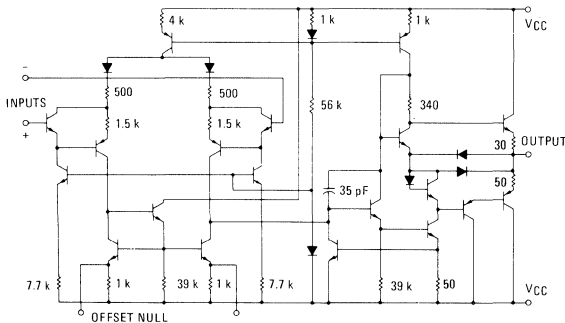 4 k
1 k
1 k
VCC
−
500
500
INPUTS
+
1.5 k
1.5 k
56 k
340
30
OUTPUT
35 pF
50
7.7 k
1 k
39 k
1 k
7.7 k
39 k
50
VCC
OFFSET NULL